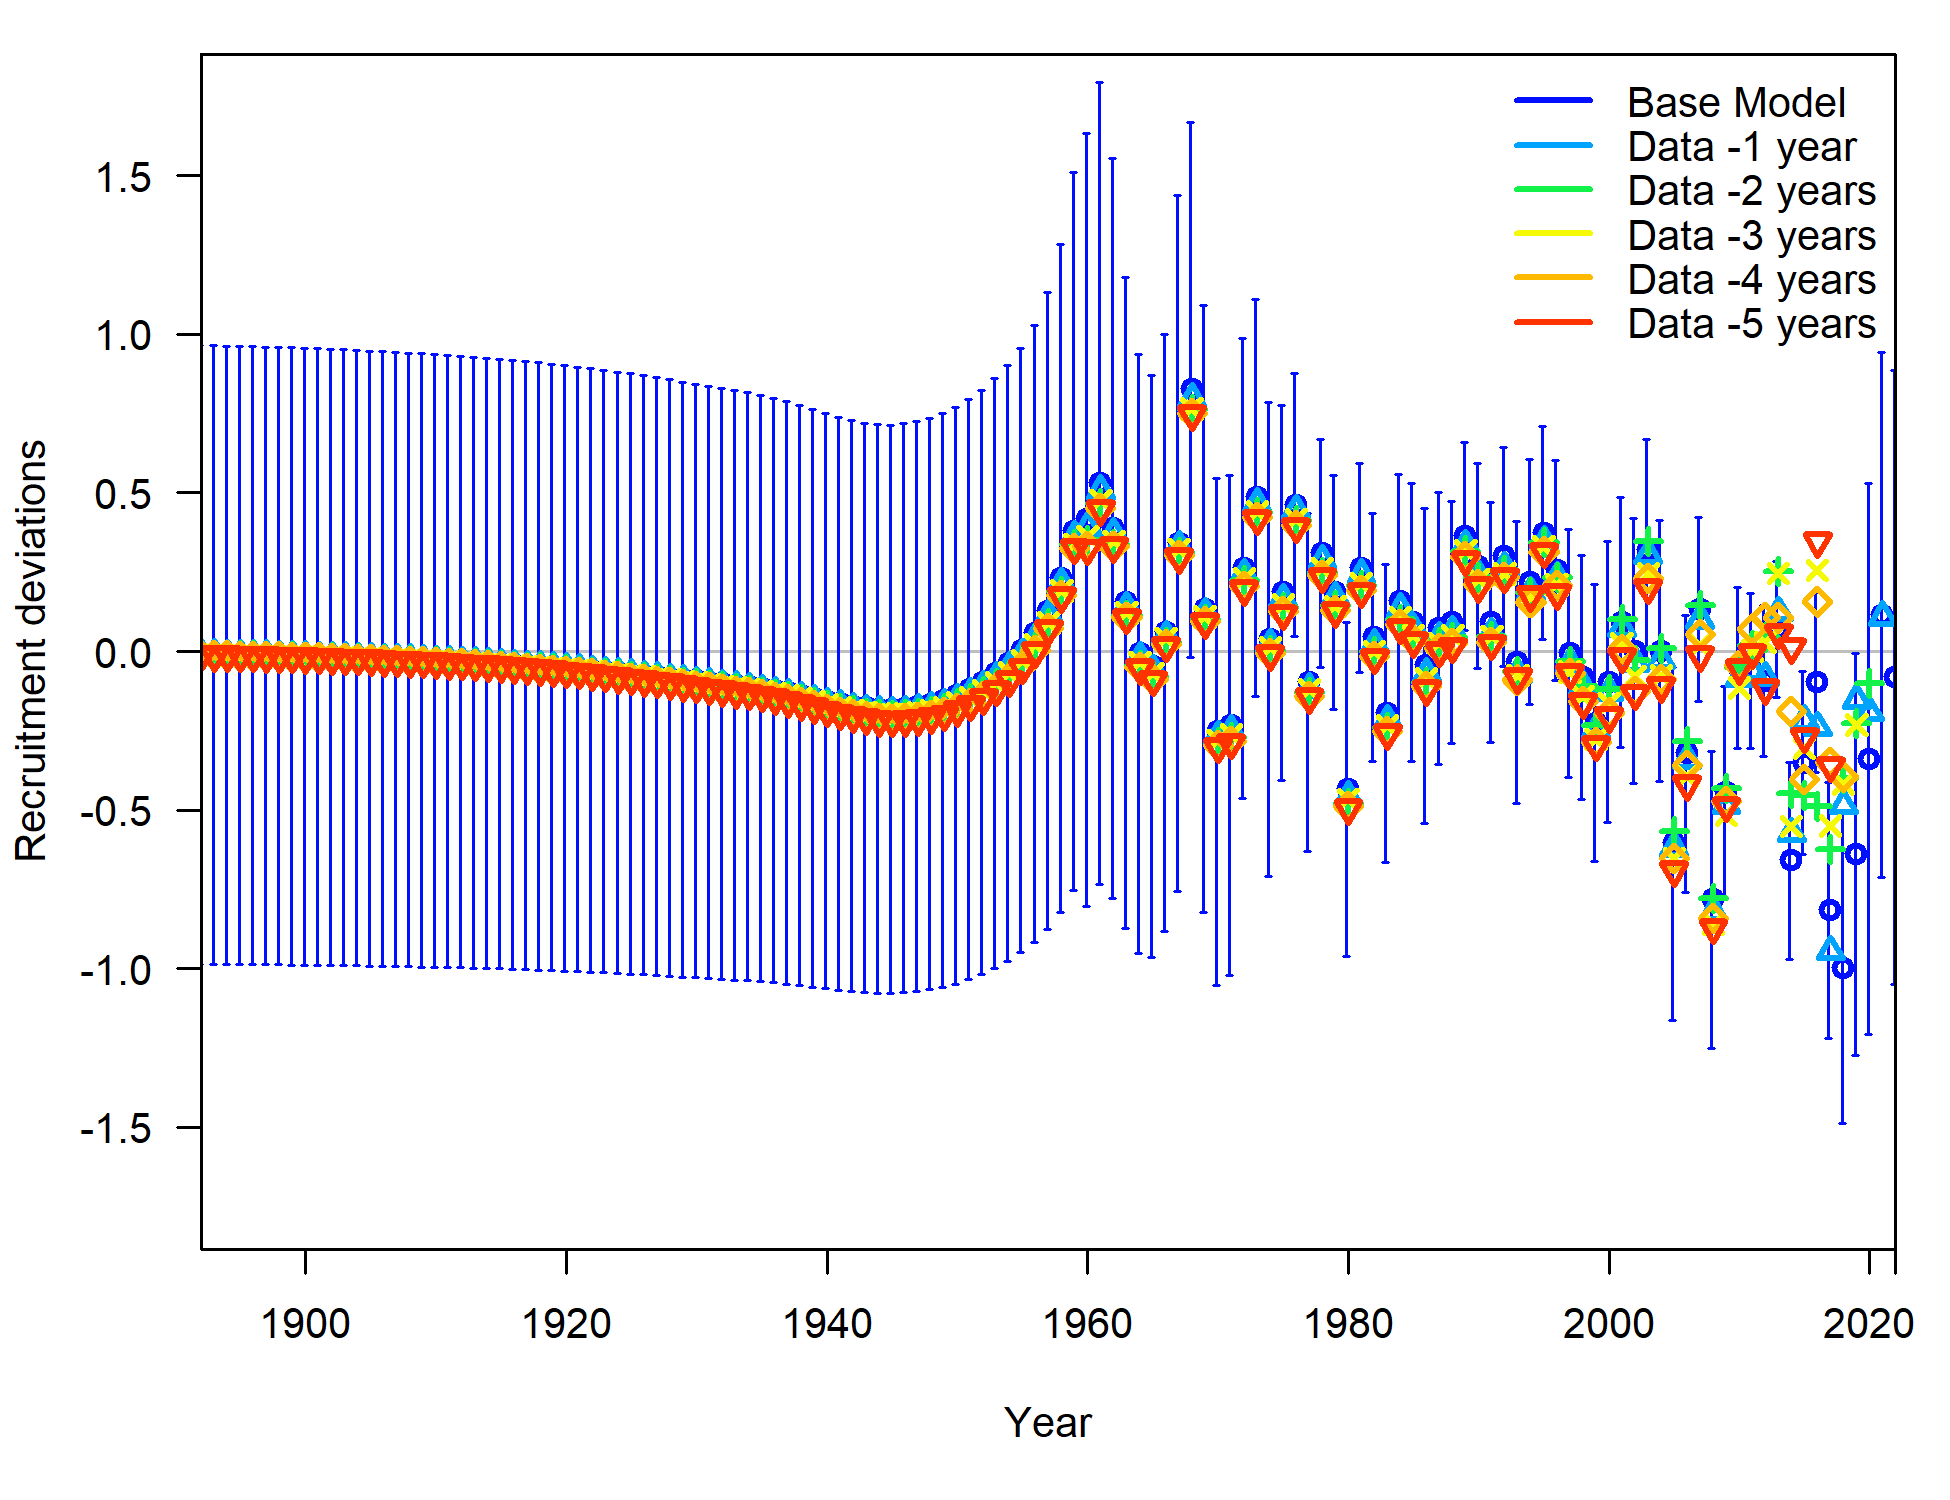 Base Model
Data -1 year
Data -2 years
Data -3 years
Data -4 years
Data -5 years
1.5
1.0
0.5
0.0
-0.5
-1.0
-1.5
Recruitment deviations
1900 1920 1940 1960 1980 2000 2020
Year